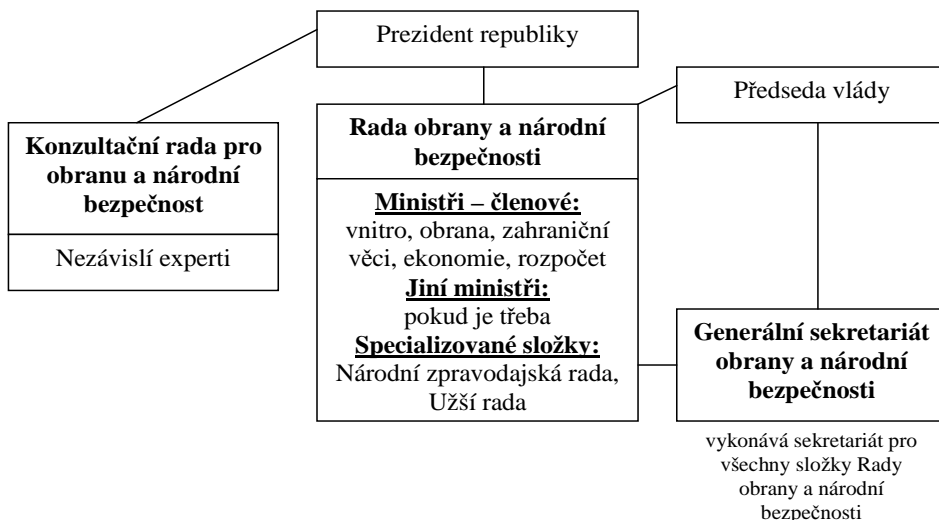 Prezident republiky
Předseda vlády
Konzultační rada pro
obranu a národní
bezpečnost
Nezávislí experti
Rada obrany a národní
bezpečnosti
Ministři – členové:
vnitro, obrana, zahraniční
věci, ekonomie, rozpočet
Jiní ministři:
pokud je třeba
Specializované složky:
Národní zpravodajská rada,
Užší rada
Generální sekretariát
obrany a národní
bezpečnosti
vykonává sekretariát pro
všechny složky Rady
obrany a národní
bezpečnosti